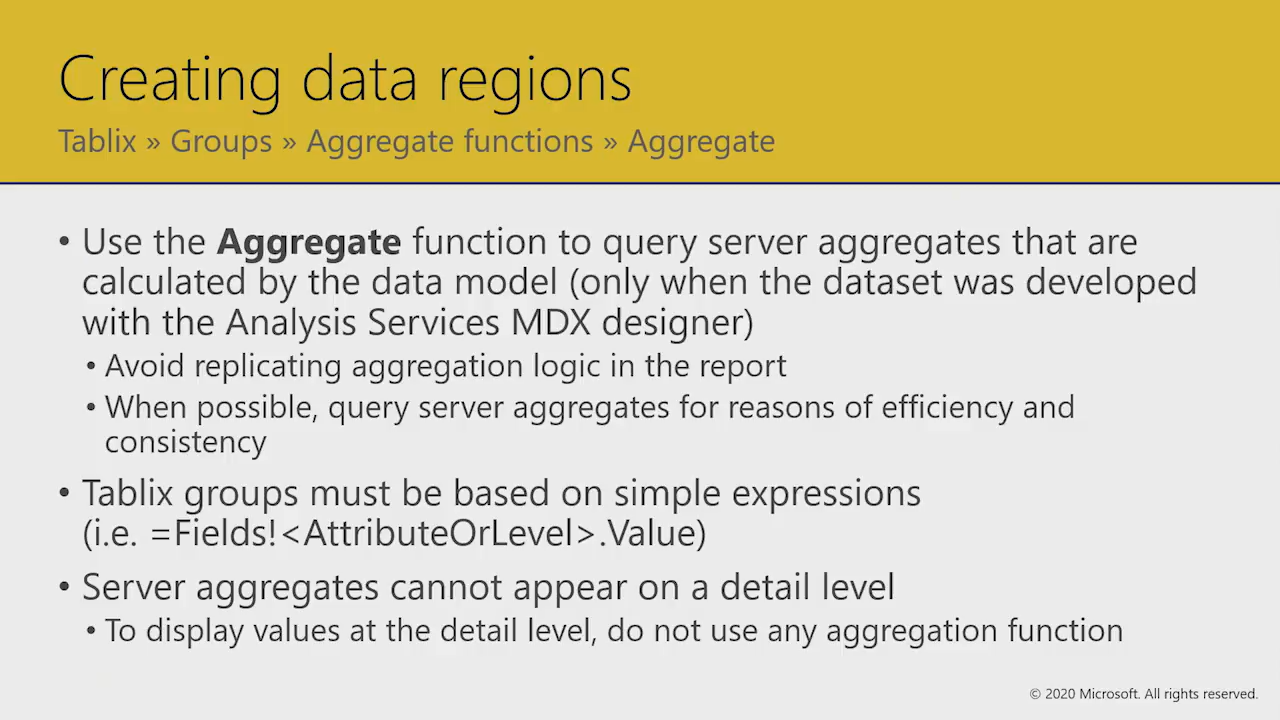 Creating data regions
Tablix » Groups » Aggregate functions » Aggregate
• Use the Aggregate function to query server aggregates that are
calculated by the data model (only when the dataset was developed
with the Analysis Services MDX designer)
• Avoid replicating aggregation logic in the report
• When possible, query server aggregates for reasons of efficiency and
consistency
• Tablix groups must be based on simple expressions
(i.e. =Fields!<AttributeOrLevel>.Value)
• Server aggregates cannot appear on a detail level
• To display values at the detail level, do not use any aggregation function
© 2020 Microsoft. All rights reserved.